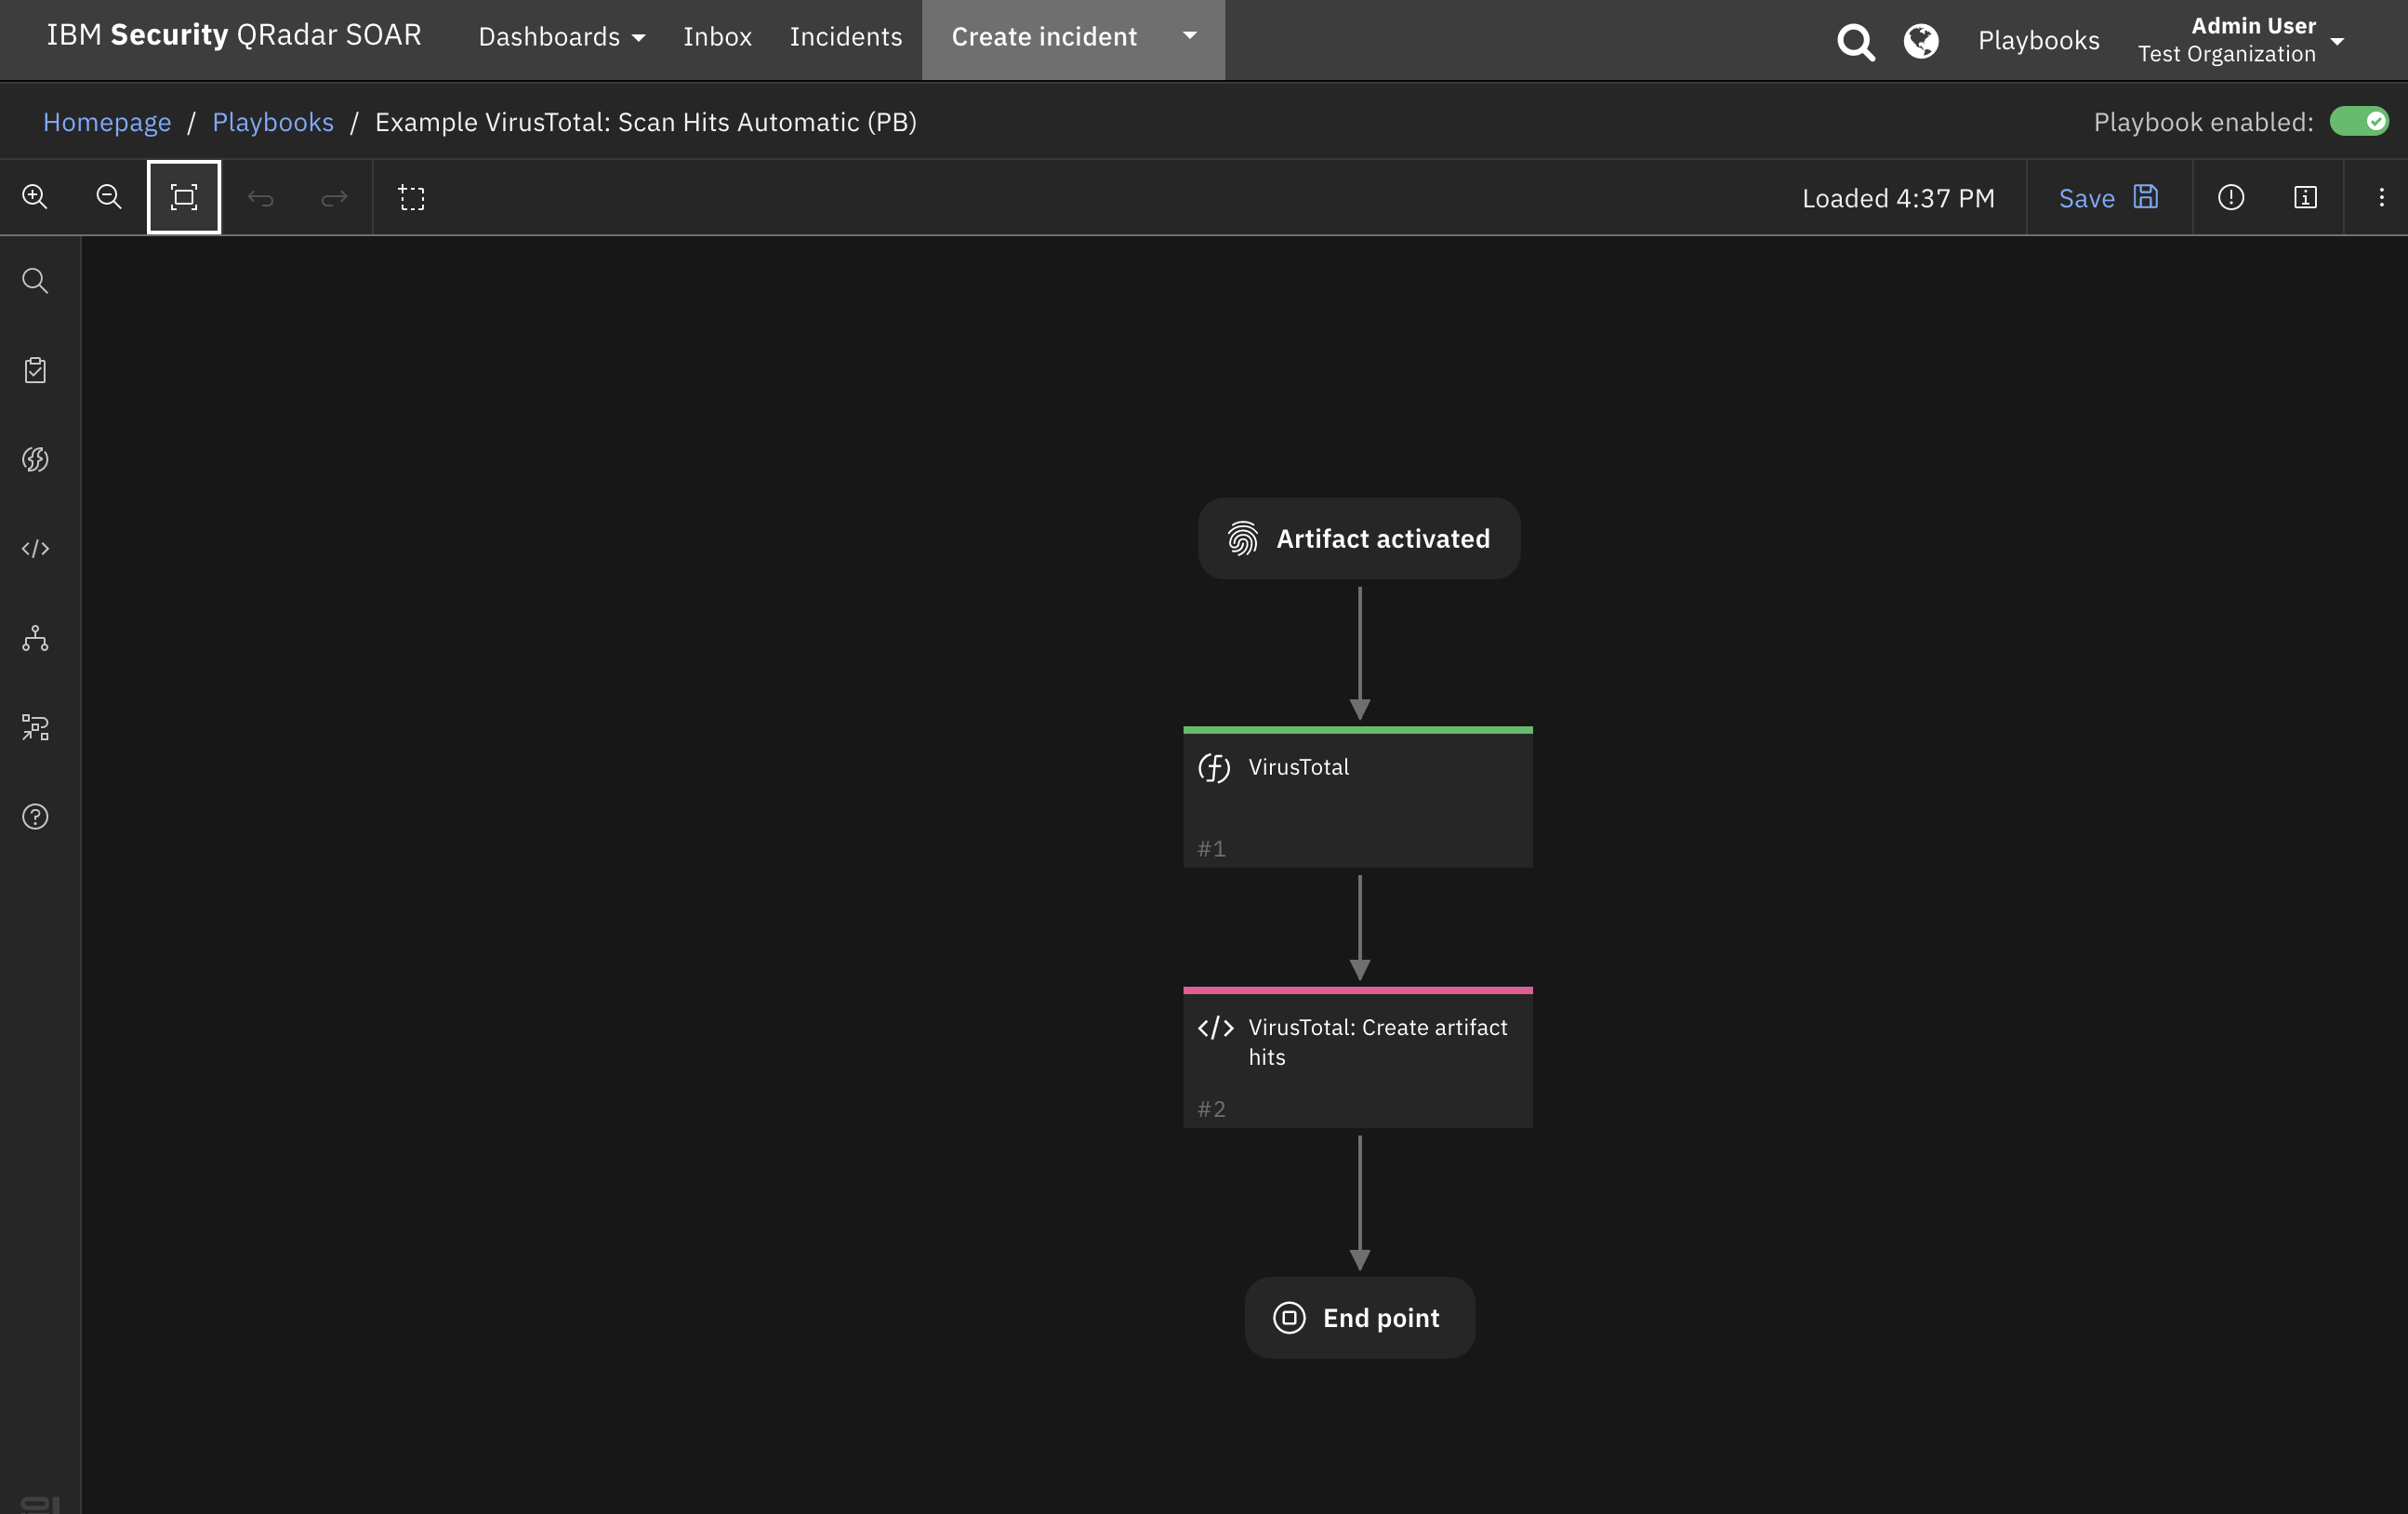 IBM Security QRadar SOAR
Dashboards
Inbox
Incidents
Create incident
Playbooks
Admin User
Test Organization
Homepage / Playbooks / Example VirusTotal: Scan Hits Automatic (PB)
Playbook enabled:
Loaded 4:37 PM
Save
Artifact activated
VirusTotal
#1
VirusTotal: Create artifact
hits
#2
End point